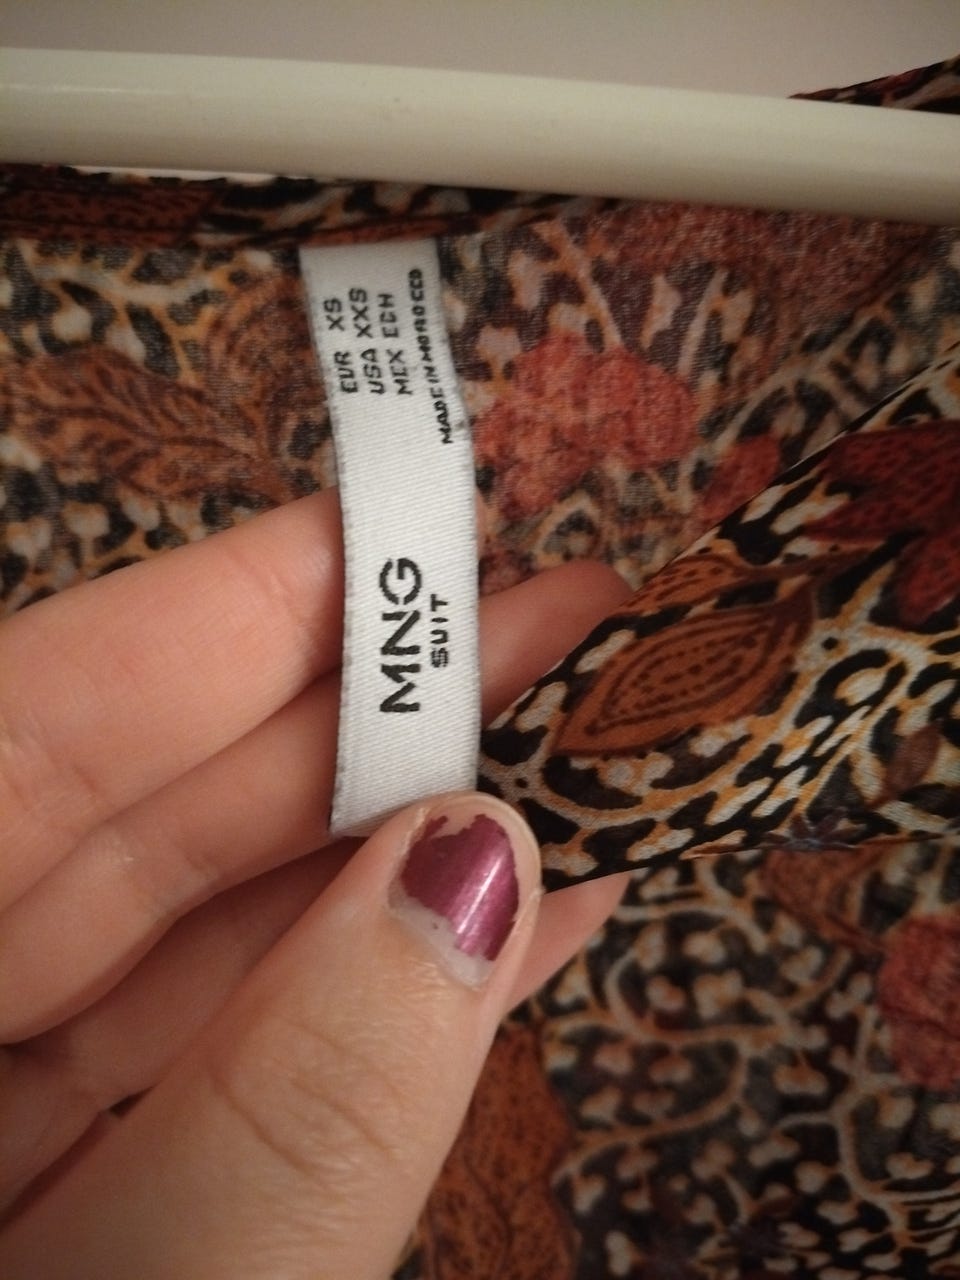 EUR XS
USA XXS
MEX ECH
MADE IN MOROCCO
MNG
SUIT